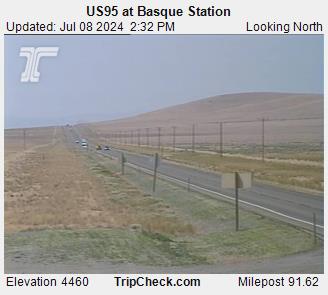 US95 at Basque Station
Updated: Jul 08 2024 2:32 PM Looking North
Elevation 4460 TripCheck.com Milepost 91.62